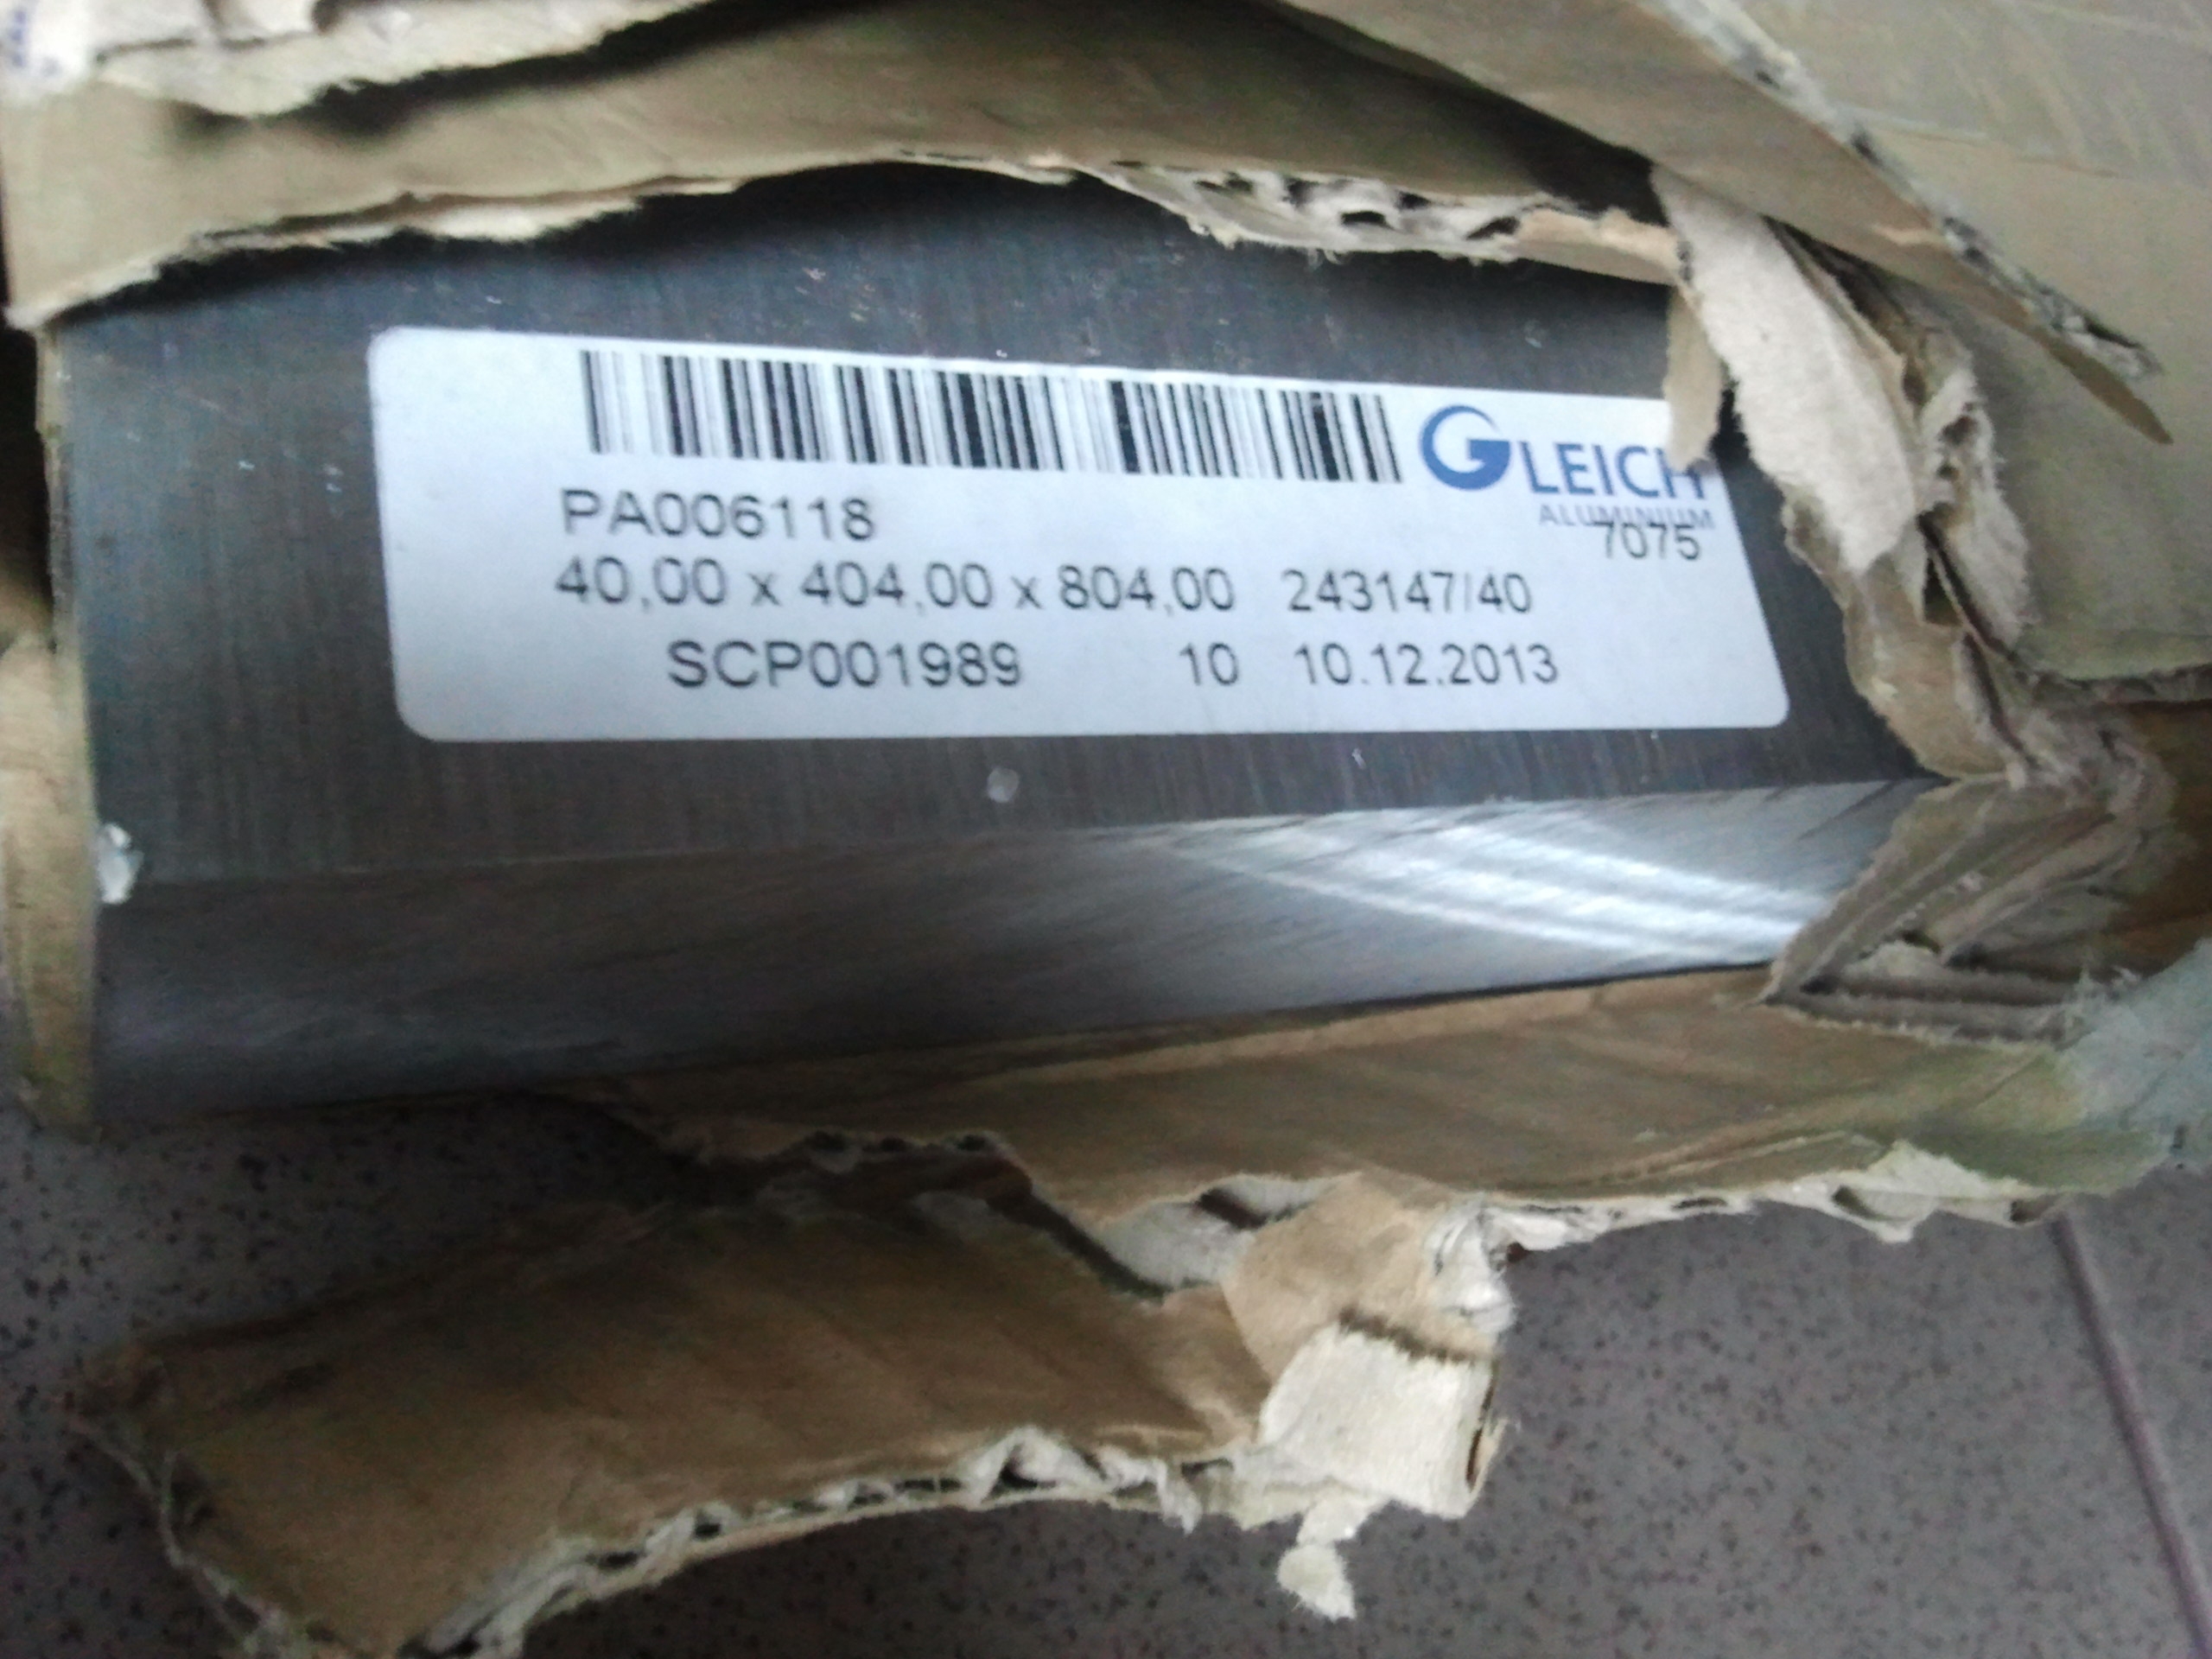 GLEICH
ALUMINIUM
PA006118
7075
40,00 x 404,00 x 804,00 243147/40
SCP001989 10 10.12.2013